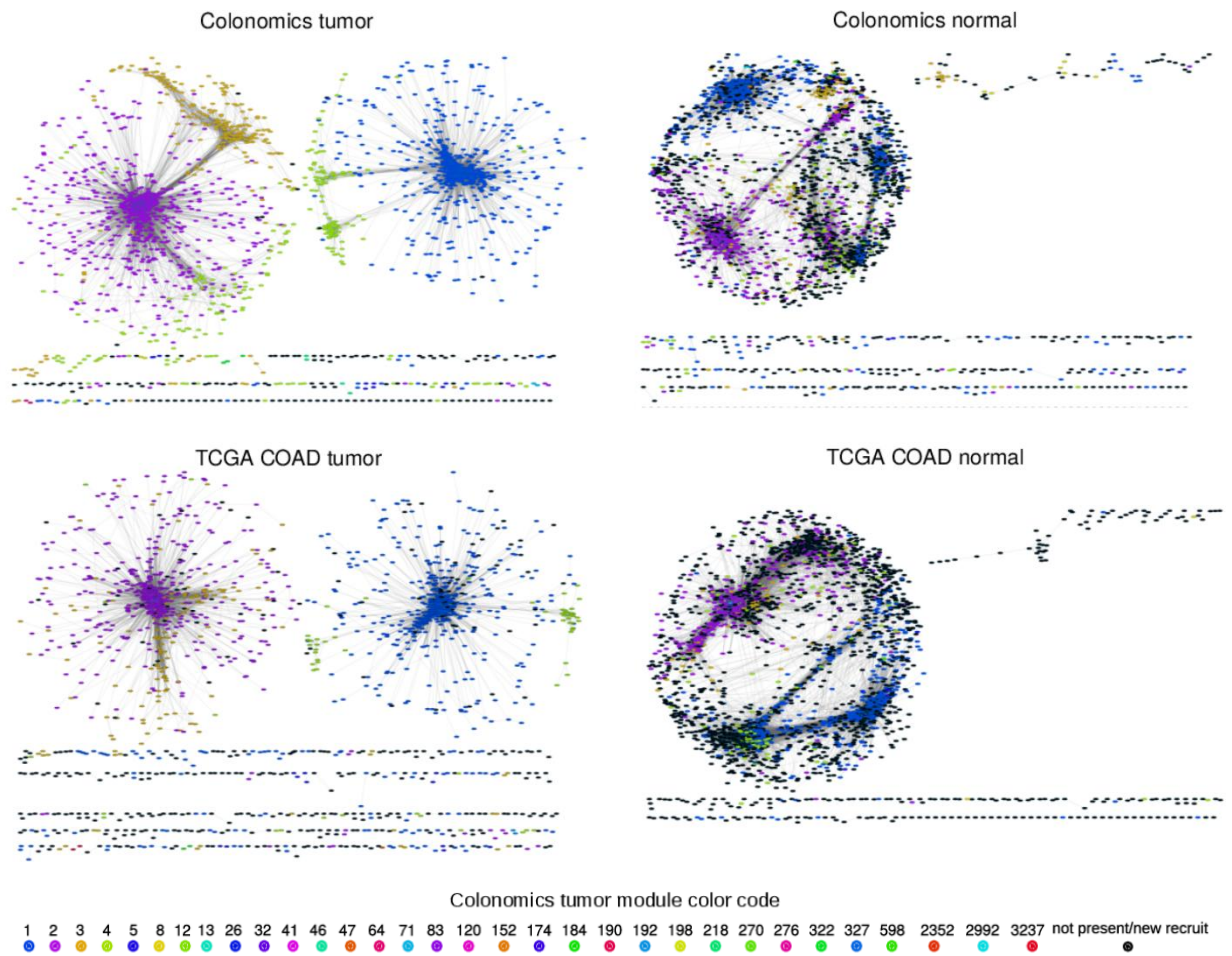 Colonomics tumor
Colonomics normal
TCGA COAD tumor
TCGA COAD normal
Colonomics tumor module color code
1 2 3 4 5 8 12 13 26 32 41 46 47 64 71 83 120 152 174 184 190 192 198 218 270 276 322 327 598 2352 2992 3237 not present/new recruit